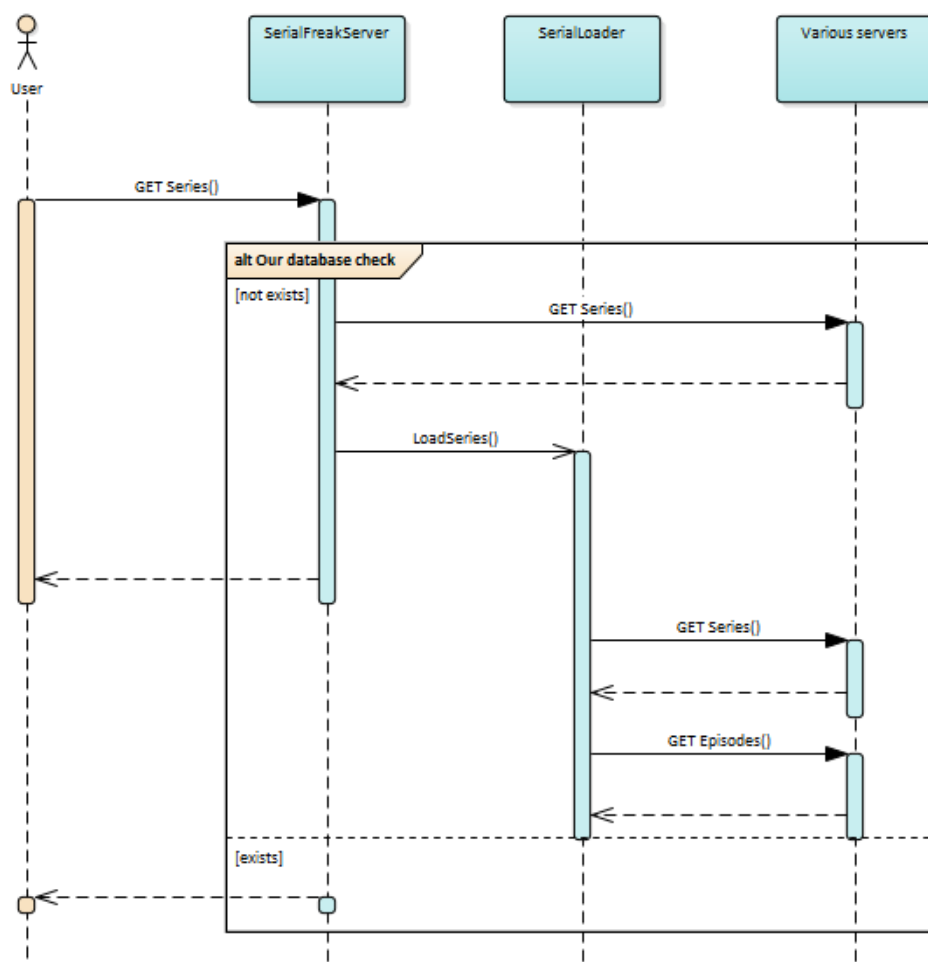 SerialFreakServer
SerialLoader
Various servers
User
GET Series()
alt Our database check
[not exists]
GET Series()
LoadSeries()
GET Series()
GET Episodes()
[exists]